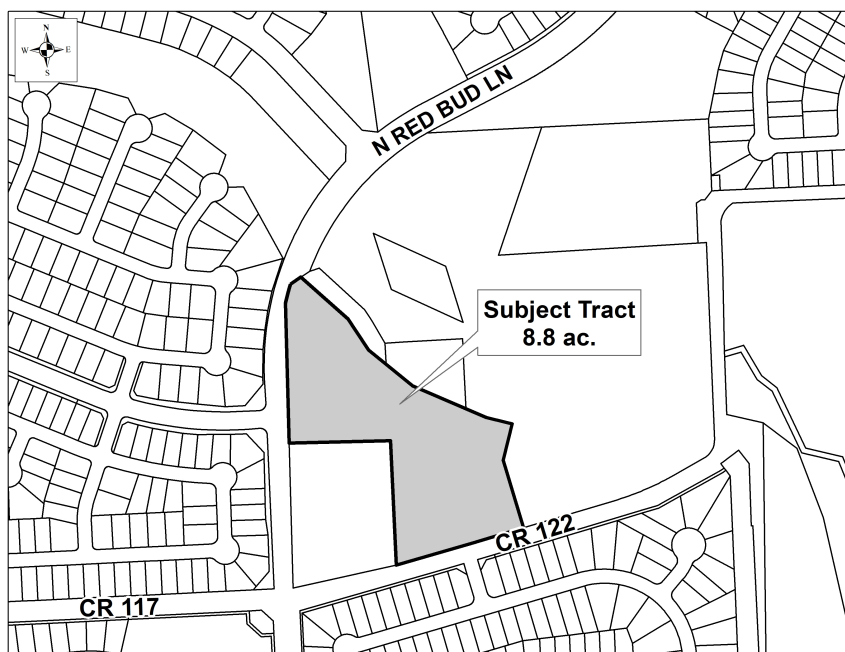 N
W E
S
N RED BUD LN
Subject Tract
8.8 ac.
CR 122
CR 117